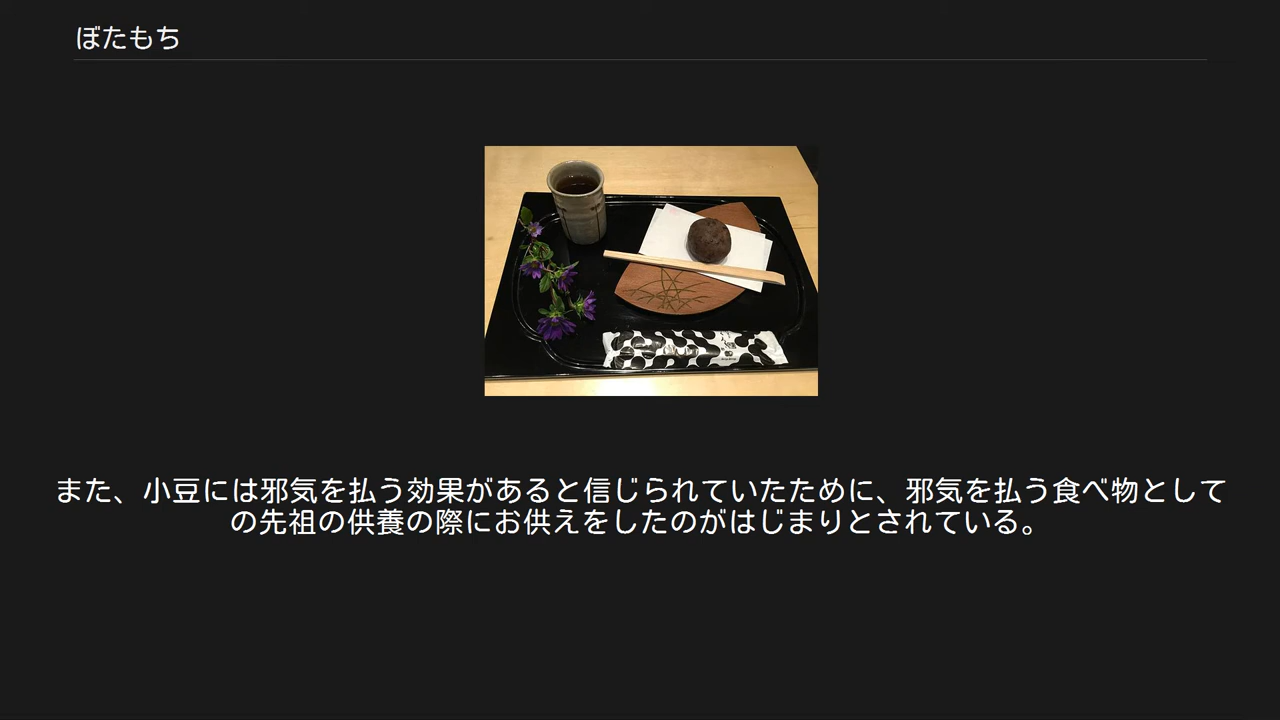 ぼたもち
また、小豆には邪気を払う効果があると信じられていたために、邪気を払う食べ物として
の先祖の供養の際にお供えをしたのがはじまりとされている。